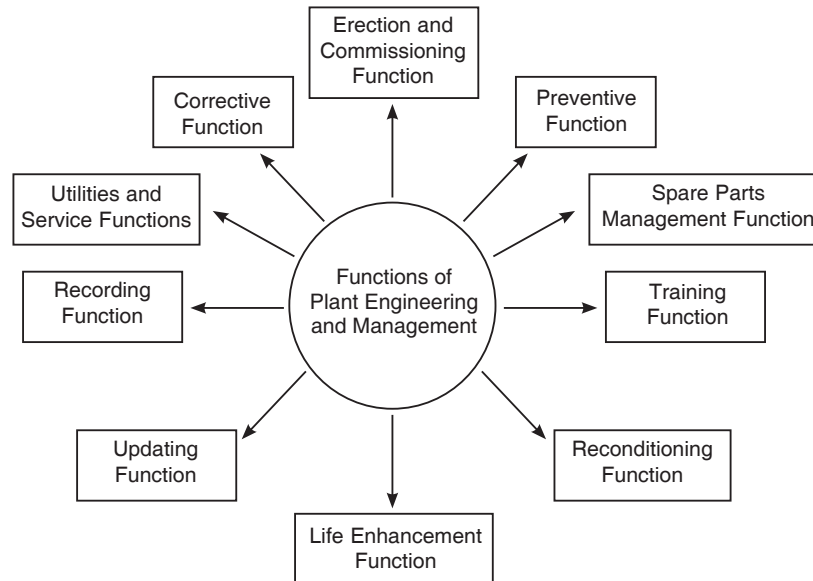 Erection and
Commissioning
Function
Corrective
Function
Preventive
Function
Utilities and
Service Functions
Spare Parts
Management Function
Functions of
Plant Engineering
and Management
Recording
Function
Training
Function
Updating
Function
Reconditioning
Function
Life Enhancement
Function